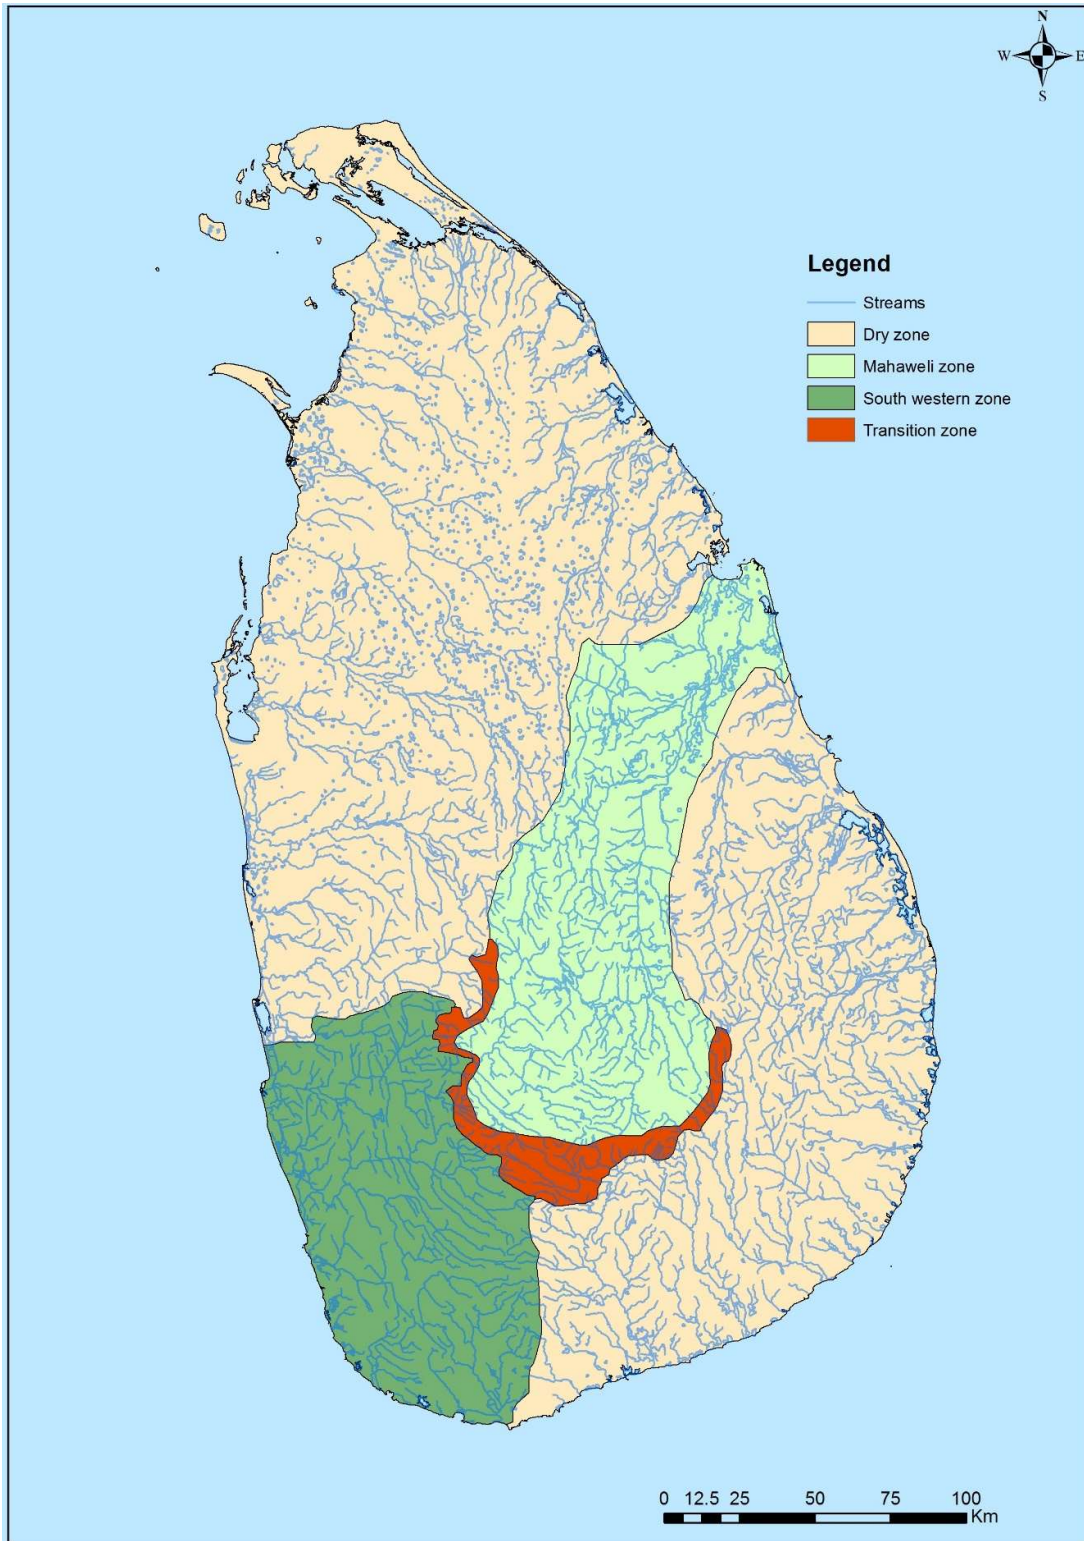 N
W E
S
Legend
Streams
Dry zone
Mahaweli zone
South western zone
Transition zone
0 12.5 25 50 75 100
Km